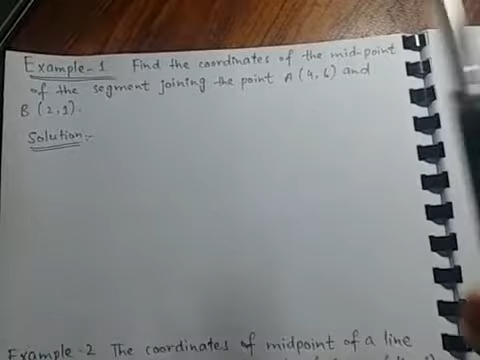 Example-1 Find the coordinates of the mid-point
of the segment joining the point A (4,6) and
B (2,1).
Solution:-
Example-2 The coordinates of midpoint of a line